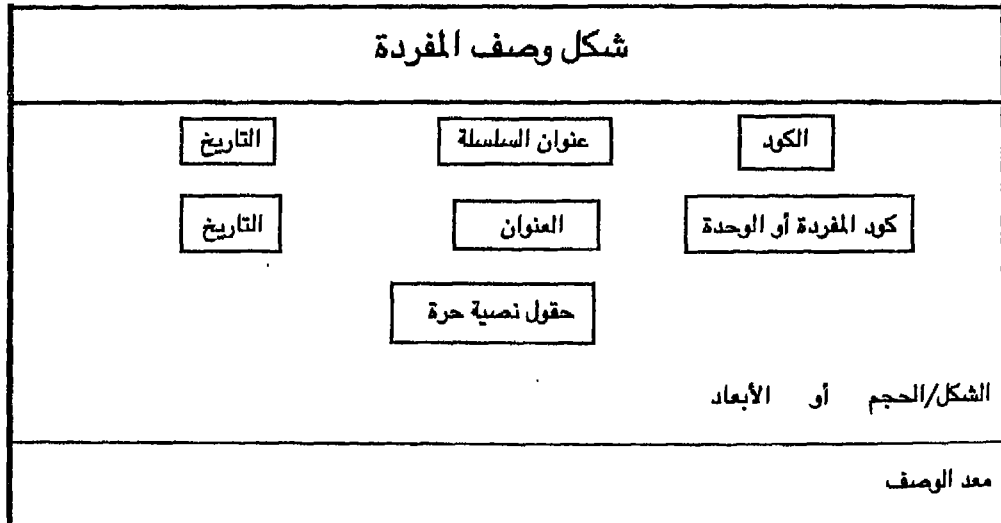 شكل وصف المفردة
الكود عنوان السلسلة التاريخ
كود المفردة أو الوحدة العنوان التاريخ
حقول نصية حرة
الشكل/الحجم أو الأبعاد
معد الوصف